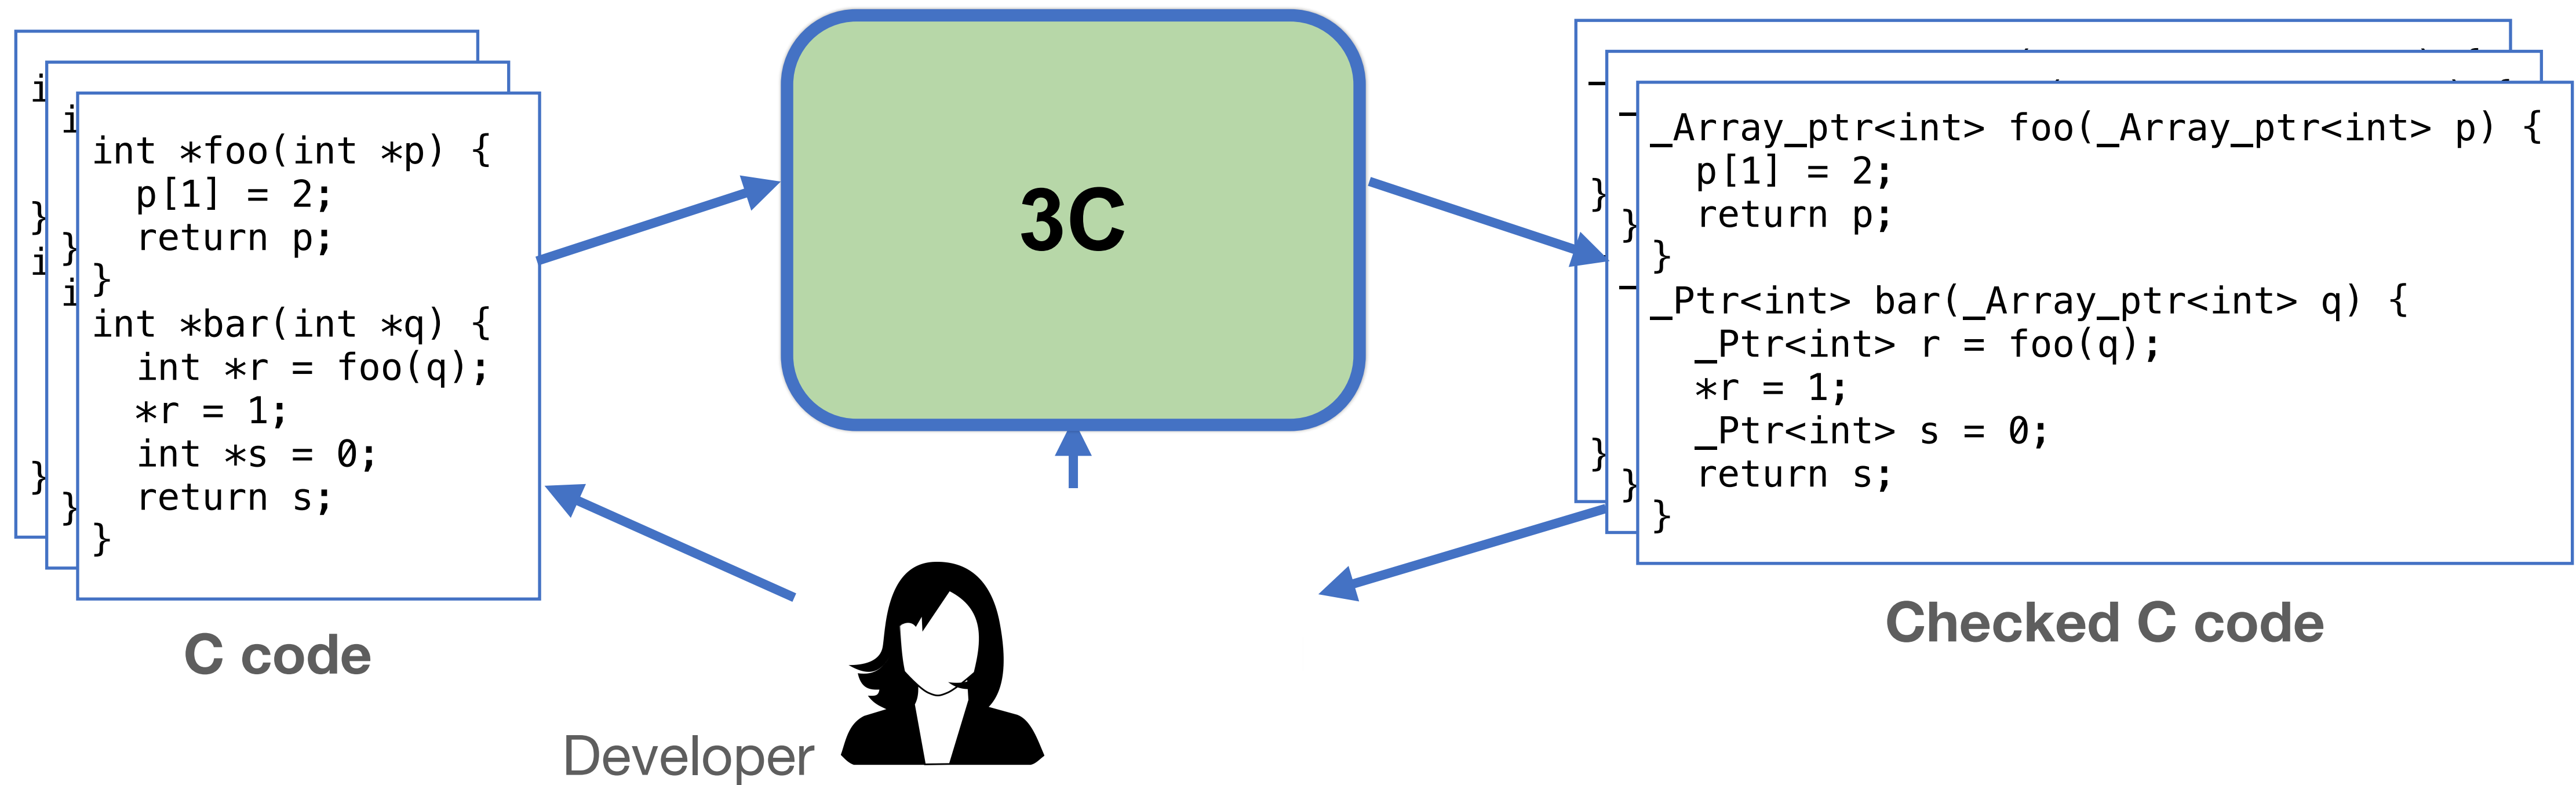 int *foo(int *p) {
  p[1] = 2;
  return p;
}
int *bar(int *q) {
  int *r = foo(q);
  *r = 1;
  int *s = 0;
  return s;
}
C code
3C
Developer
_Array_ptr<int> foo(_Array_ptr<int> p) {
  p[1] = 2;
  return p;
}
_Ptr<int> bar(_Array_ptr<int> q) {
  _Ptr<int> r = foo(q);
  *r = 1;
  _Ptr<int> s = 0;
  return s;
}
Checked C code